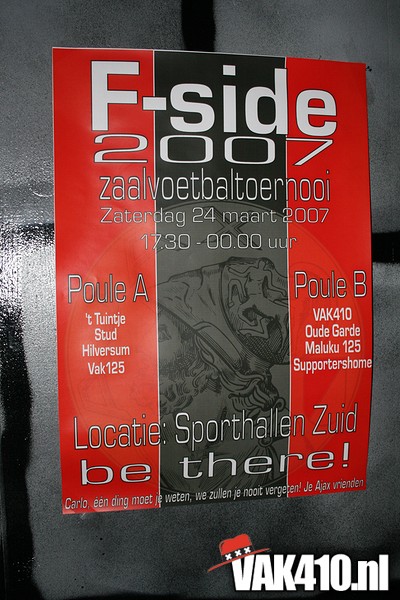 F-side
2007
zaalvoetbaltoernooi
Zaterdag 24 maart 2007
17.30 - 00.00 uur
Poule A
't Tuintje
Stud
Hilversum
Vak125
Poule B
VAK410
Oude Garde
Maluku 125
Supportershome
Locatie: Sporthallen Zuid
be there!
Carlo, één ding moet je weten, we zullen je nooit vergeten! Je Ajax vrienden
VAK410.nl